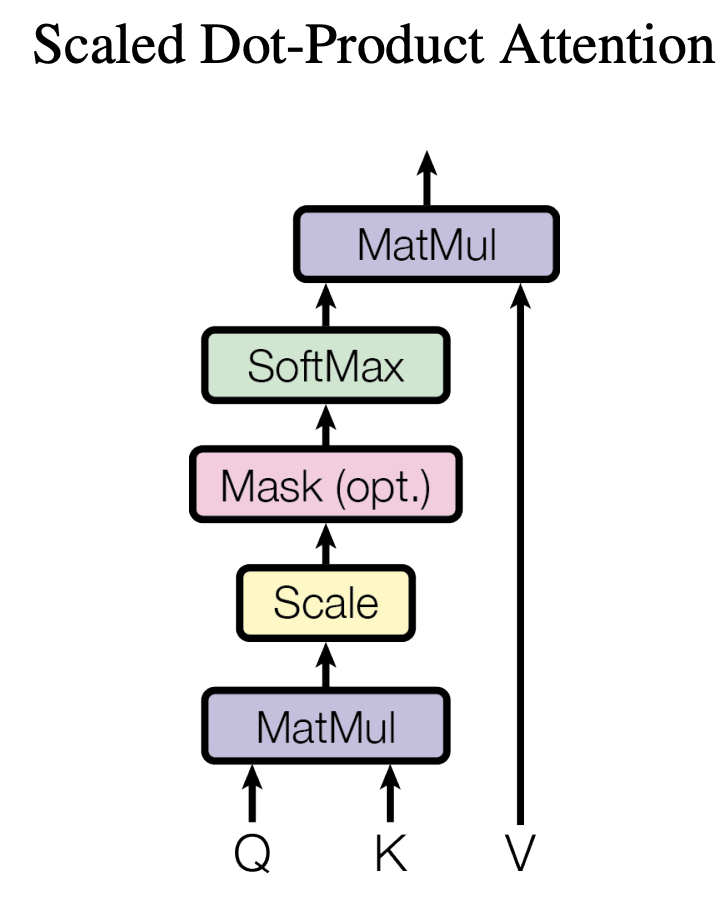 Scaled Dot-Product Attention
MatMul
SoftMax
Mask (opt.)
Scale
MatMul
Q K V